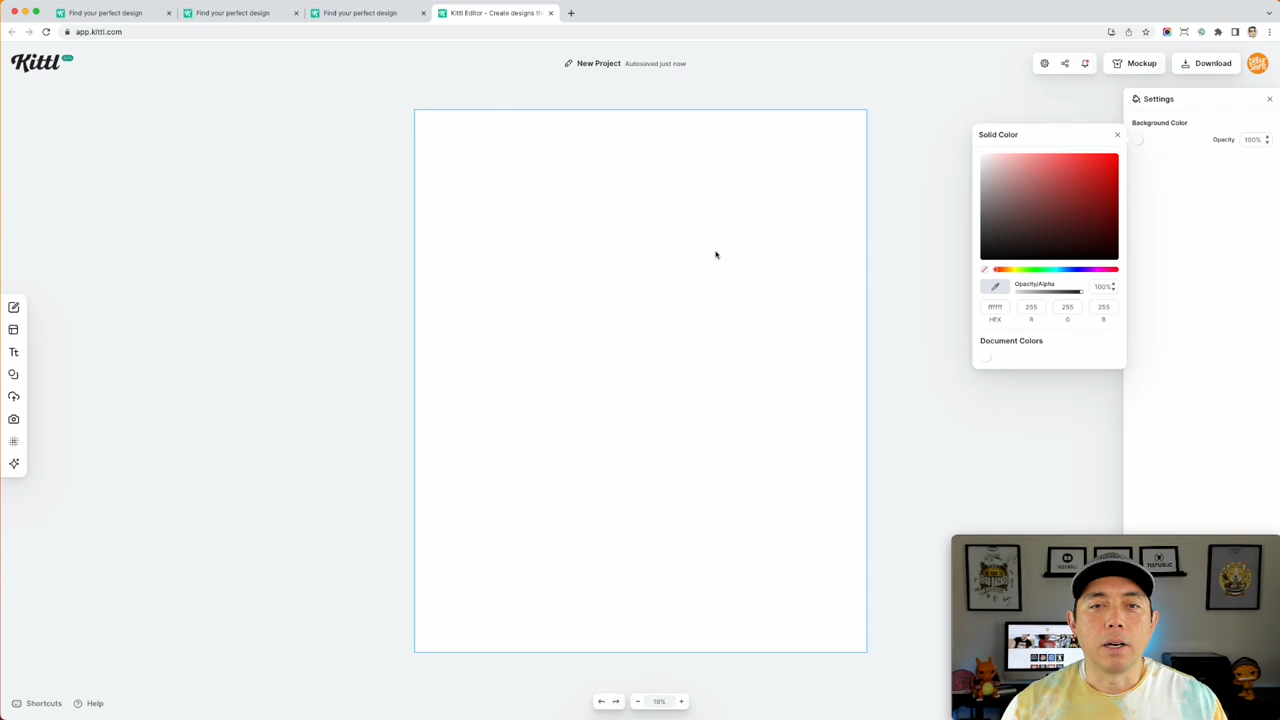 Find your perfect design
Find your perfect design
Find your perfect design
Kittl Editor – Create designs th
app.kittl.com
Kittl
New Project
Autosaved just now
Mockup
Download
Settings
Background Color
Opacity
100%
Solid Color
Opacity/Alpha
100%
ffffff
255
255
255
HEX
R
G
B
Document Colors
Tt
Shortcuts
Help
19%